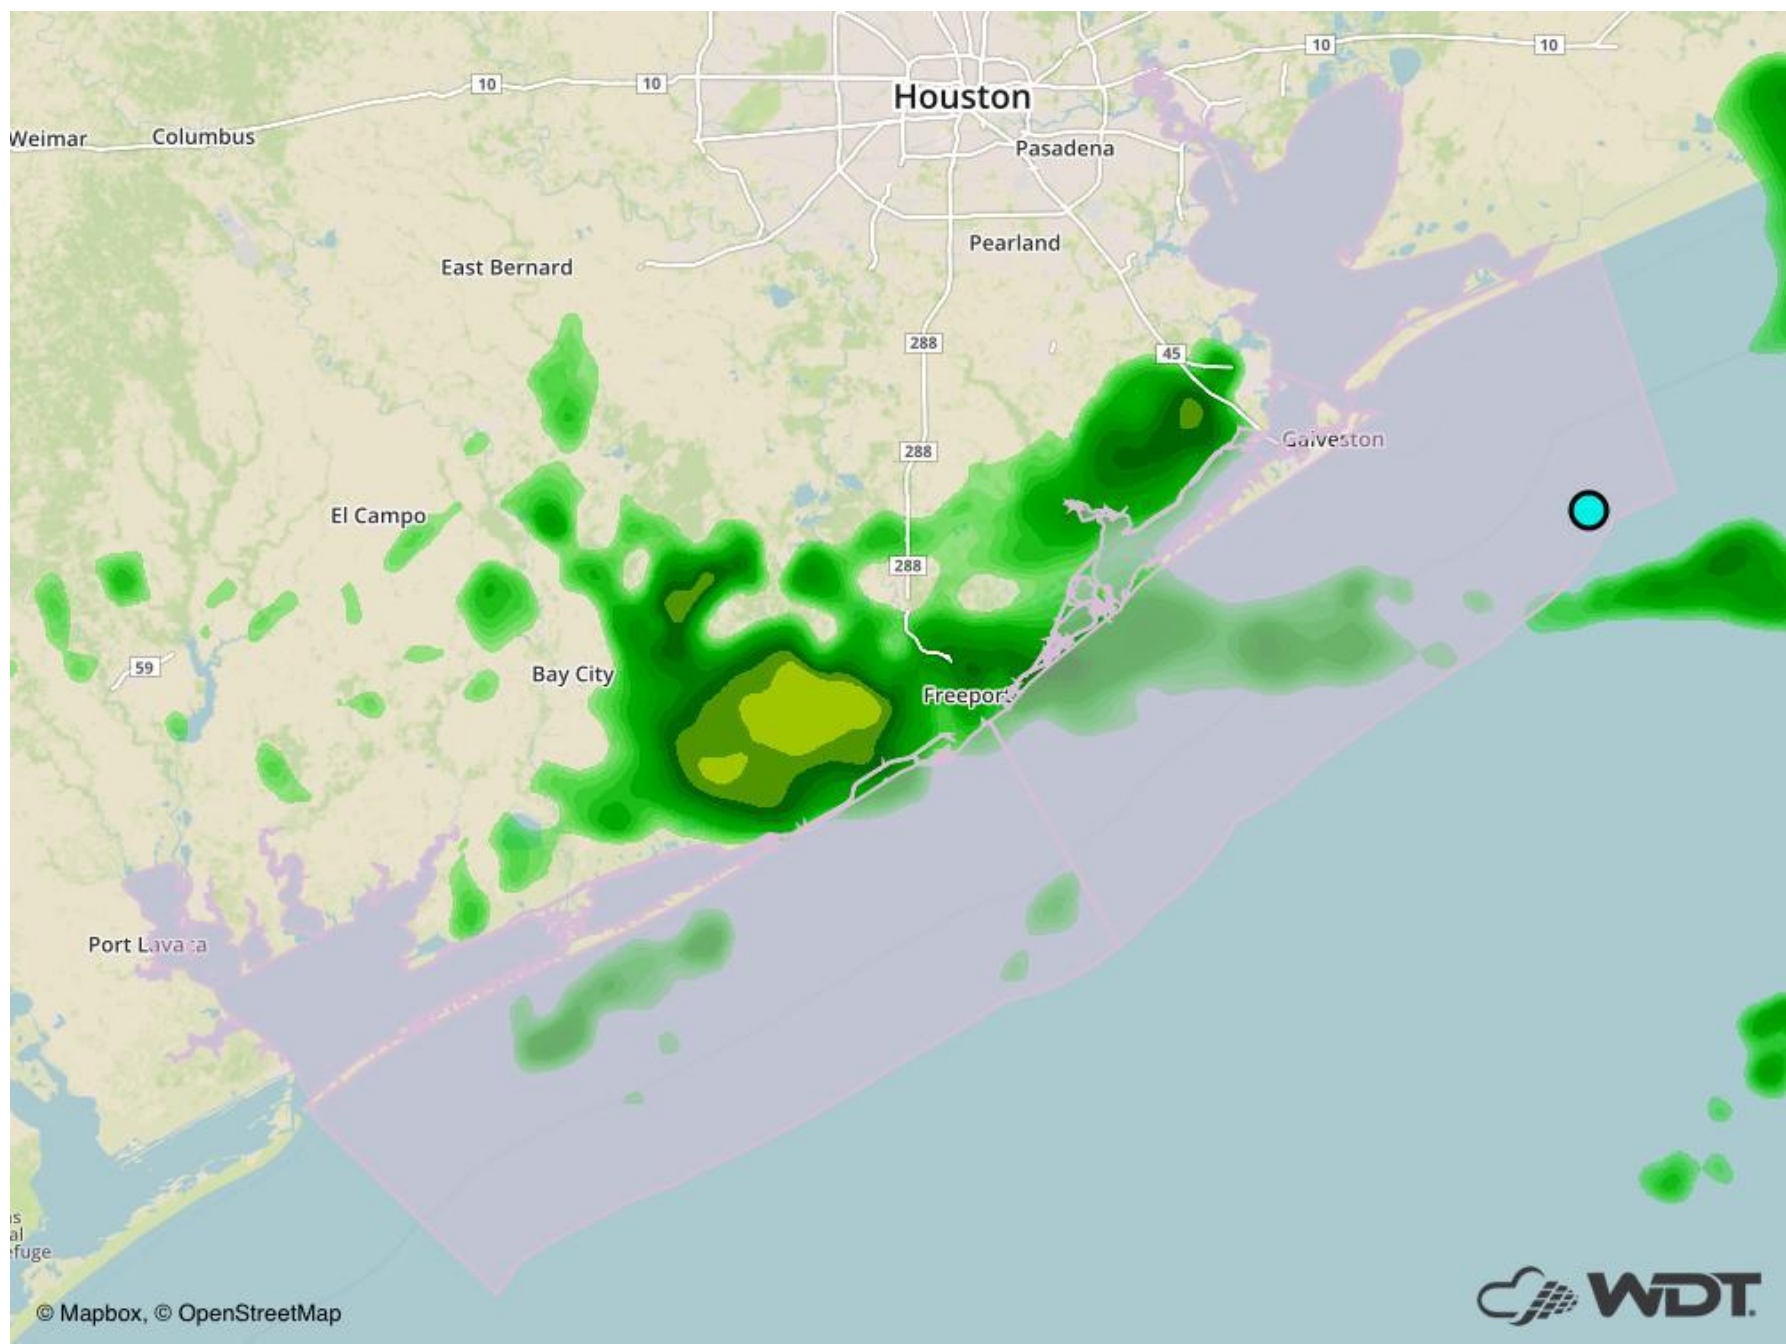 10
10
10
10
Houston
Weimar
Columbus
Pasadena
Pearland
East Bernard
288
45
Galveston
288
El Campo
288
59
Bay City
Freeport
Port Lavaca
efuge
© Mapbox, © OpenStreetMap
WDT.